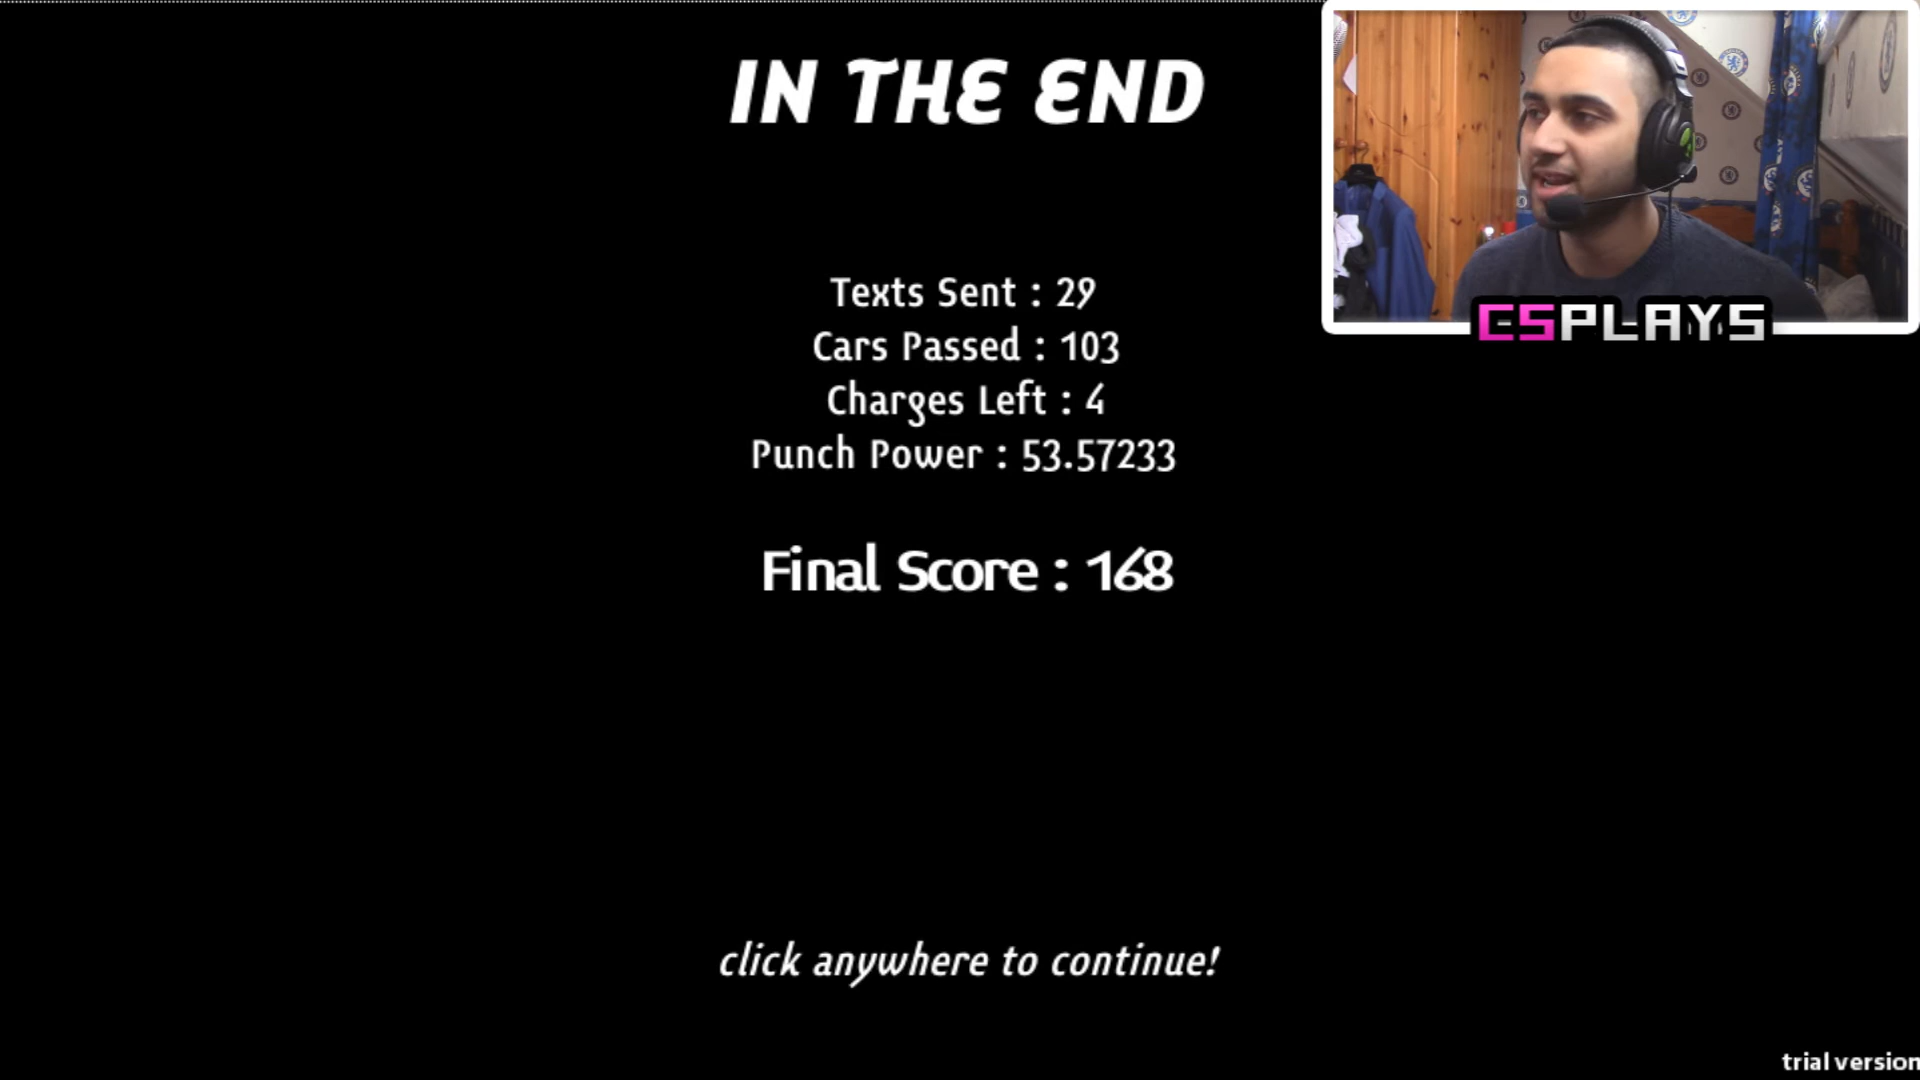 IN THE END
Texts Sent : 29
Cars Passed : 103
Charges Left : 4
Punch Power : 53.57233
Final Score : 168
click anywhere to continue!
CSPLAYS
trial version